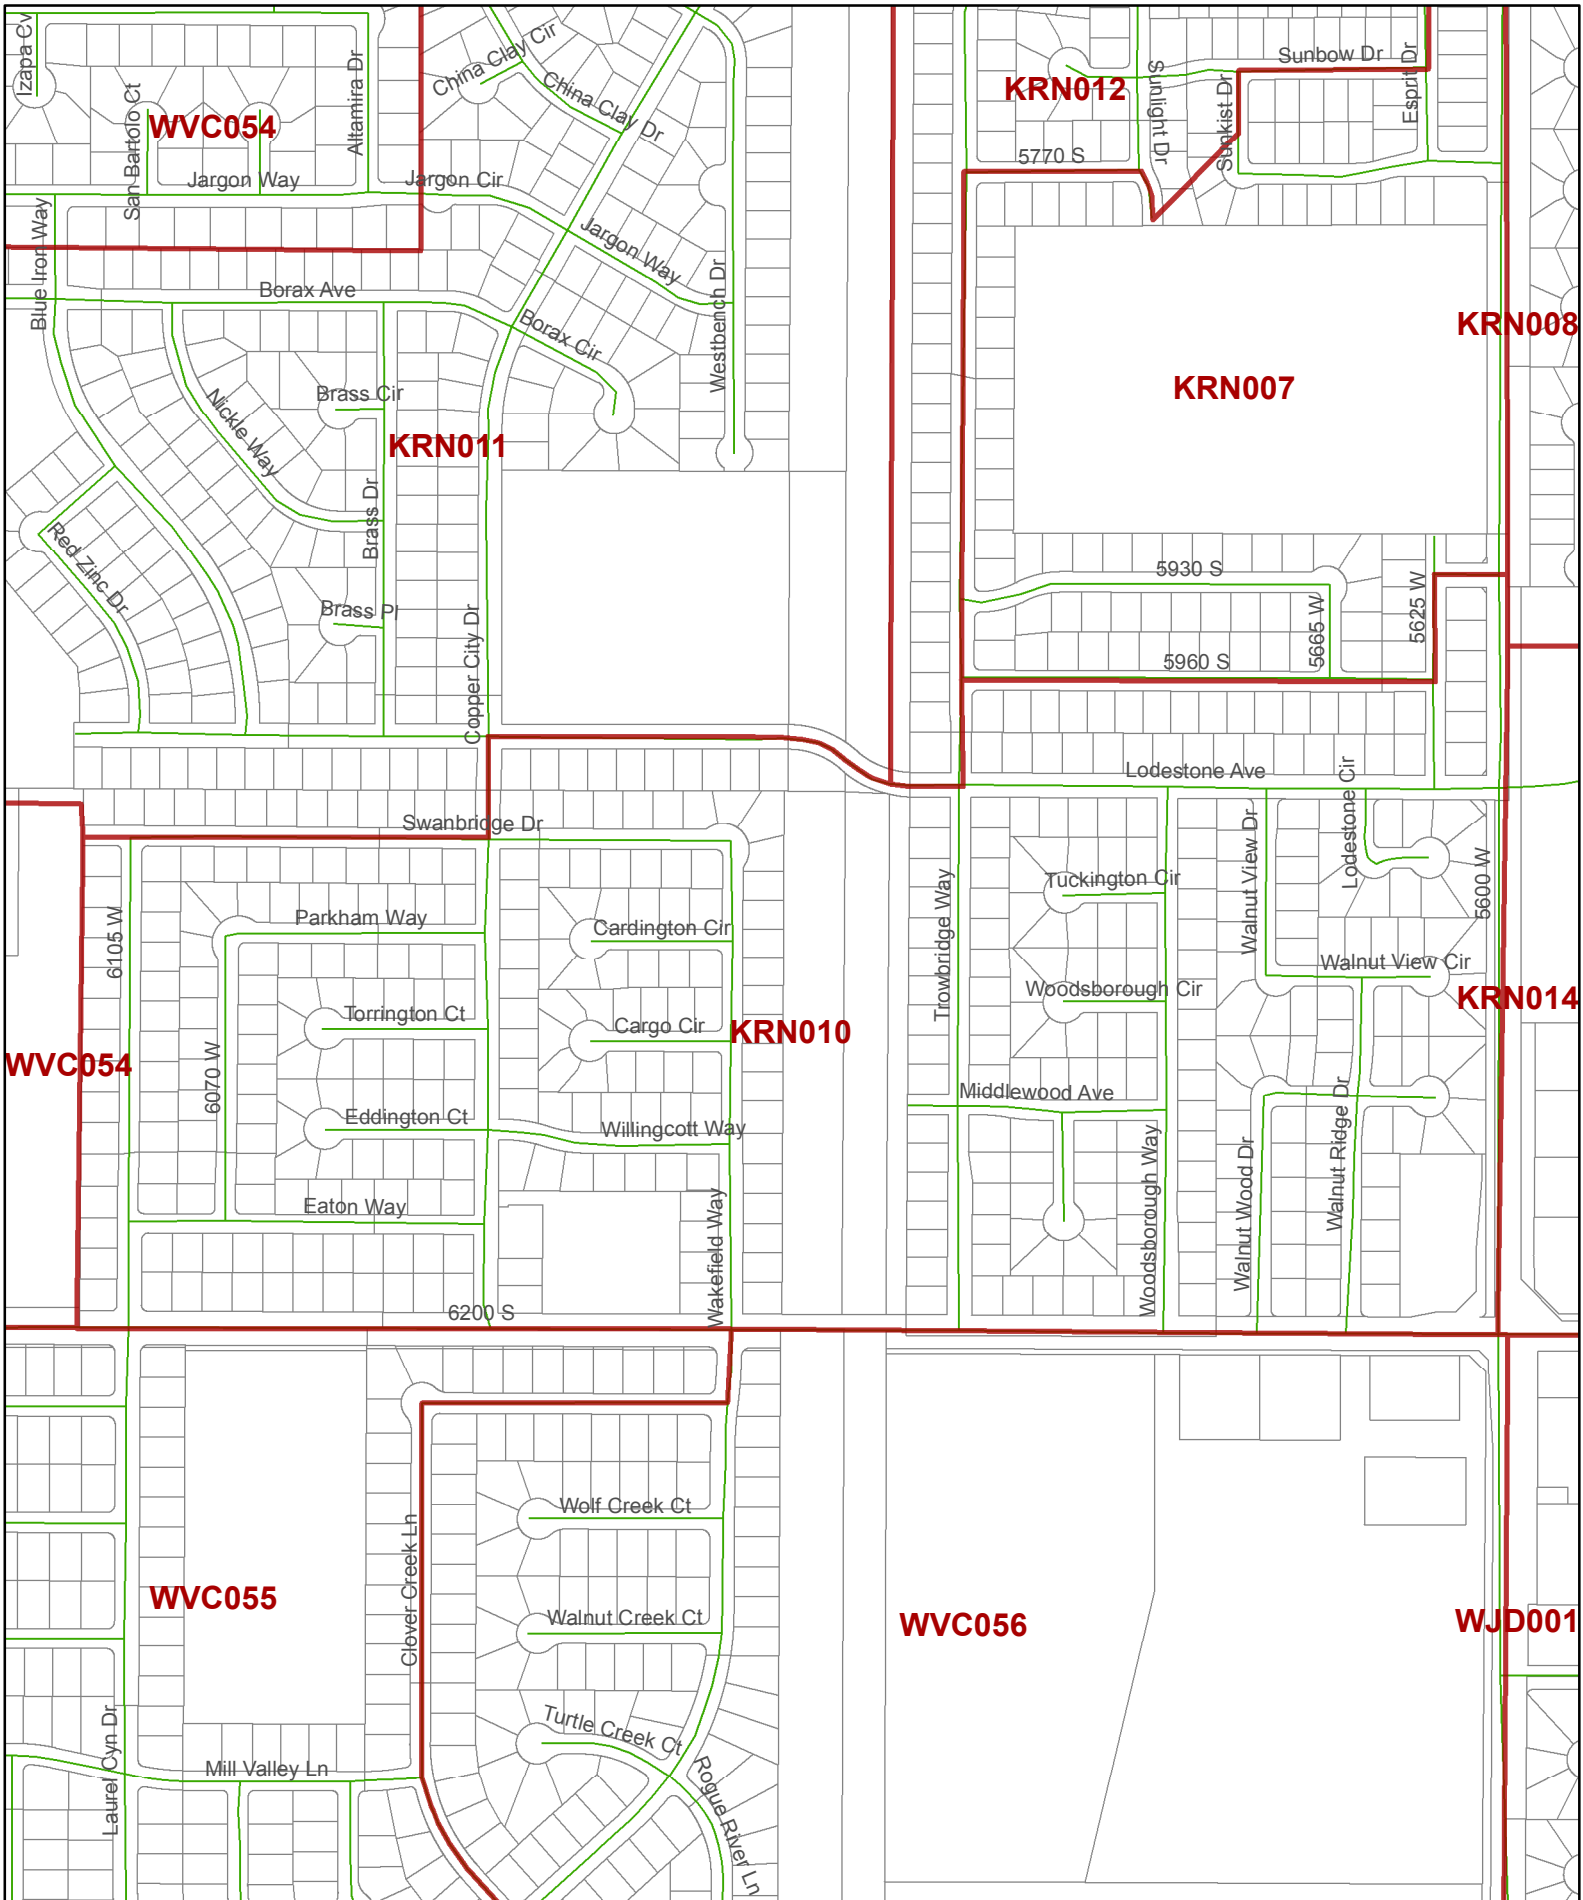 Izapa Cv
San Bartolo Ct
WVC054
Altamira Dr
China Clay Cir
China Clay Dr
Jargon Way
Jargon Cir
Jargon Way
Westbench Dr
KRN012
Sunbow Dr
Sunlight Dr
Sunkist Dr
Esprit Dr
5770 S
Blue Iron Way
Borax Ave
Borax Cir
KRN008
KRN007
Nickle Way
Brass Cir
KRN011
Brass Dr
Red Zinc Dr
Brass Pl
Copper City Dr
5930 S
5665 W
5625 W
5960 S
Lodestone Ave
Lodestone Cir
Swanbridge Dr
Parkham Way
6105 W
Cardington Cir
Trowbridge Way
Tuckington Cir
Walnut View Dr
5600 W
Walnut View Cir
Woodsborough Cir
KRN014
Torrington Ct
Cargo Cir
KRN010
WVC054
6070 W
Eddington Ct
Willingcott Way
Middlewood Ave
Woodsborough Way
Walnut Wood Dr
Walnut Ridge Dr
Eaton Way
Wakefield Way
6200 S
Wolf Creek Ct
Clover Creek Ln
WVC055
Walnut Creek Ct
WVC056
WJD001
Turtle Creek Ct
Laurel Cyn Dr
Mill Valley Ln
Rogue River Ln